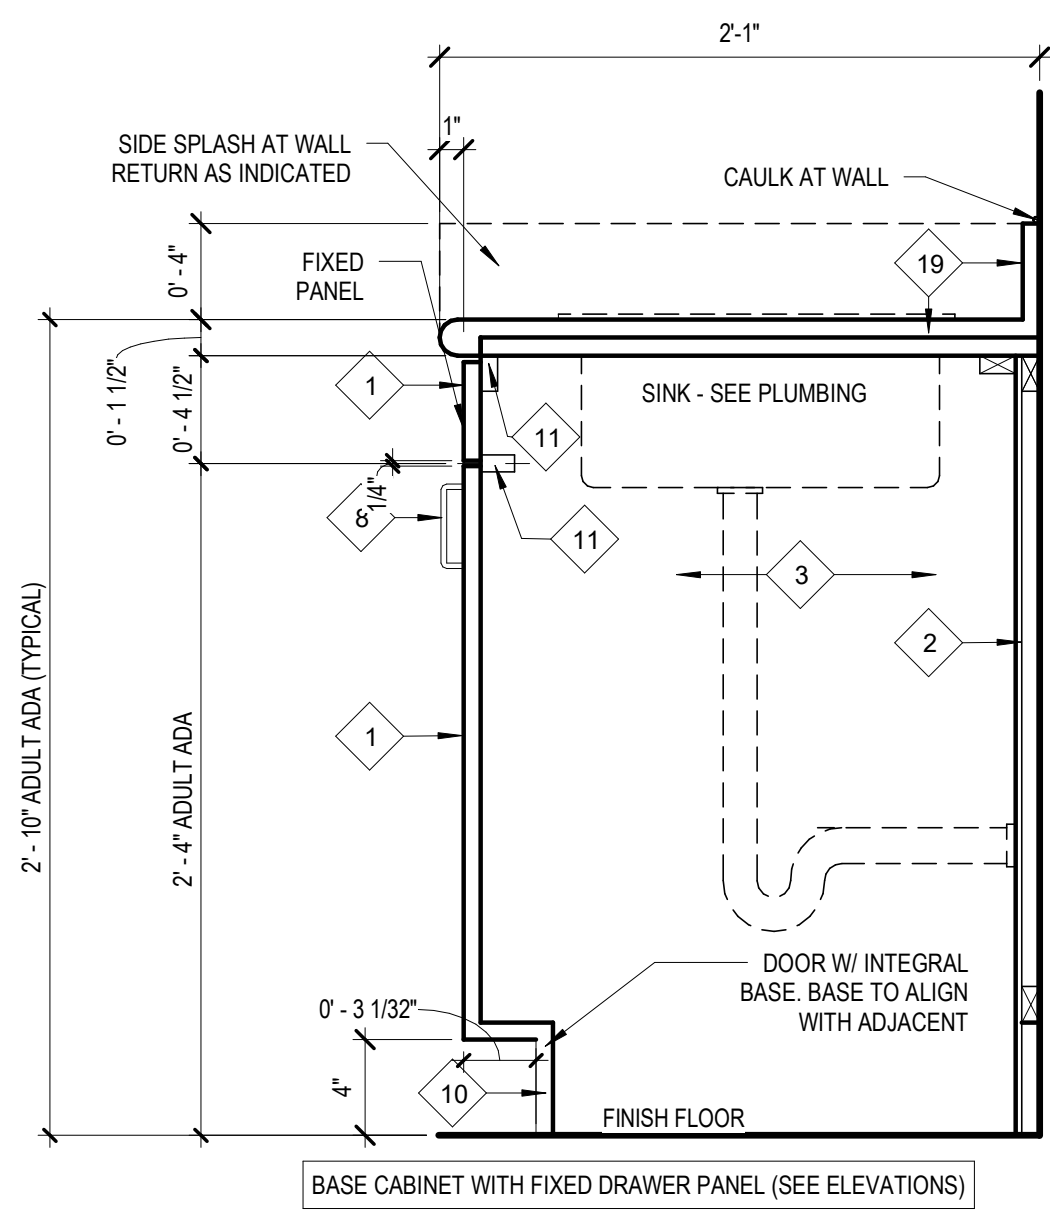 2'-1"
1"
SIDE SPLASH AT WALL
RETURN AS INDICATED
CAULK AT WALL
0' - 4"
FIXED
PANEL
19
0' - 1 1/2"
0' - 4 1/2"
1
SINK - SEE PLUMBING
11
1/4"
8
11
3
2
2' - 10" ADULT ADA (TYPICAL)
2' - 4" ADULT ADA
1
DOOR W/ INTEGRAL
BASE. BASE TO ALIGN
WITH ADJACENT
0' - 3 1/32"
4"
10
FINISH FLOOR
BASE CABINET WITH FIXED DRAWER PANEL (SEE ELEVATIONS)